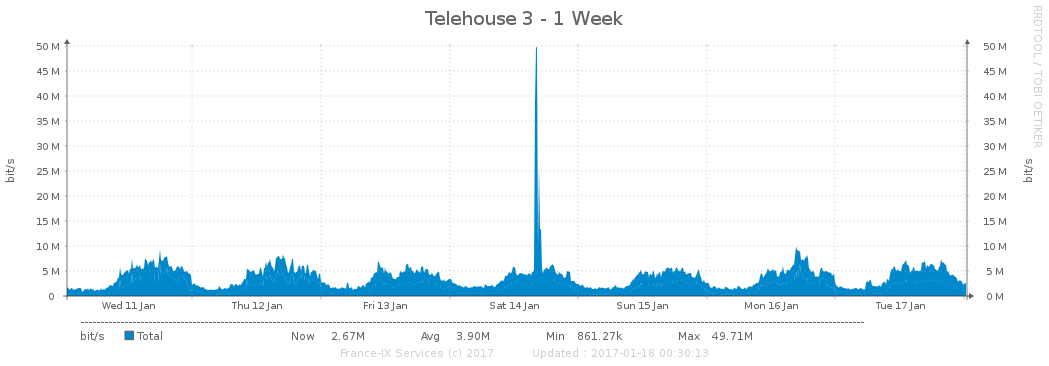 Telehouse 3 - 1 Week
RRDTOOL / TOBI OETIKER
50 M 50 M
45 M 45 M
40 M 40 M
35 M 35 M
30 M 30 M
25 M 25 M
20 M 20 M
15 M 15 M
10 M 10 M
5 M 5 M
0 0 M
bit/s
bit/s
Wed 11 Jan Thu 12 Jan Fri 13 Jan Sat 14 Jan Sun 15 Jan Mon 16 Jan Tue 17 Jan
bit/s Total Now 2.67M Avg 3.90M Min 861.27k Max 49.71M
France-IX Services (c) 2017 Updated : 2017-01-18 00:30:13